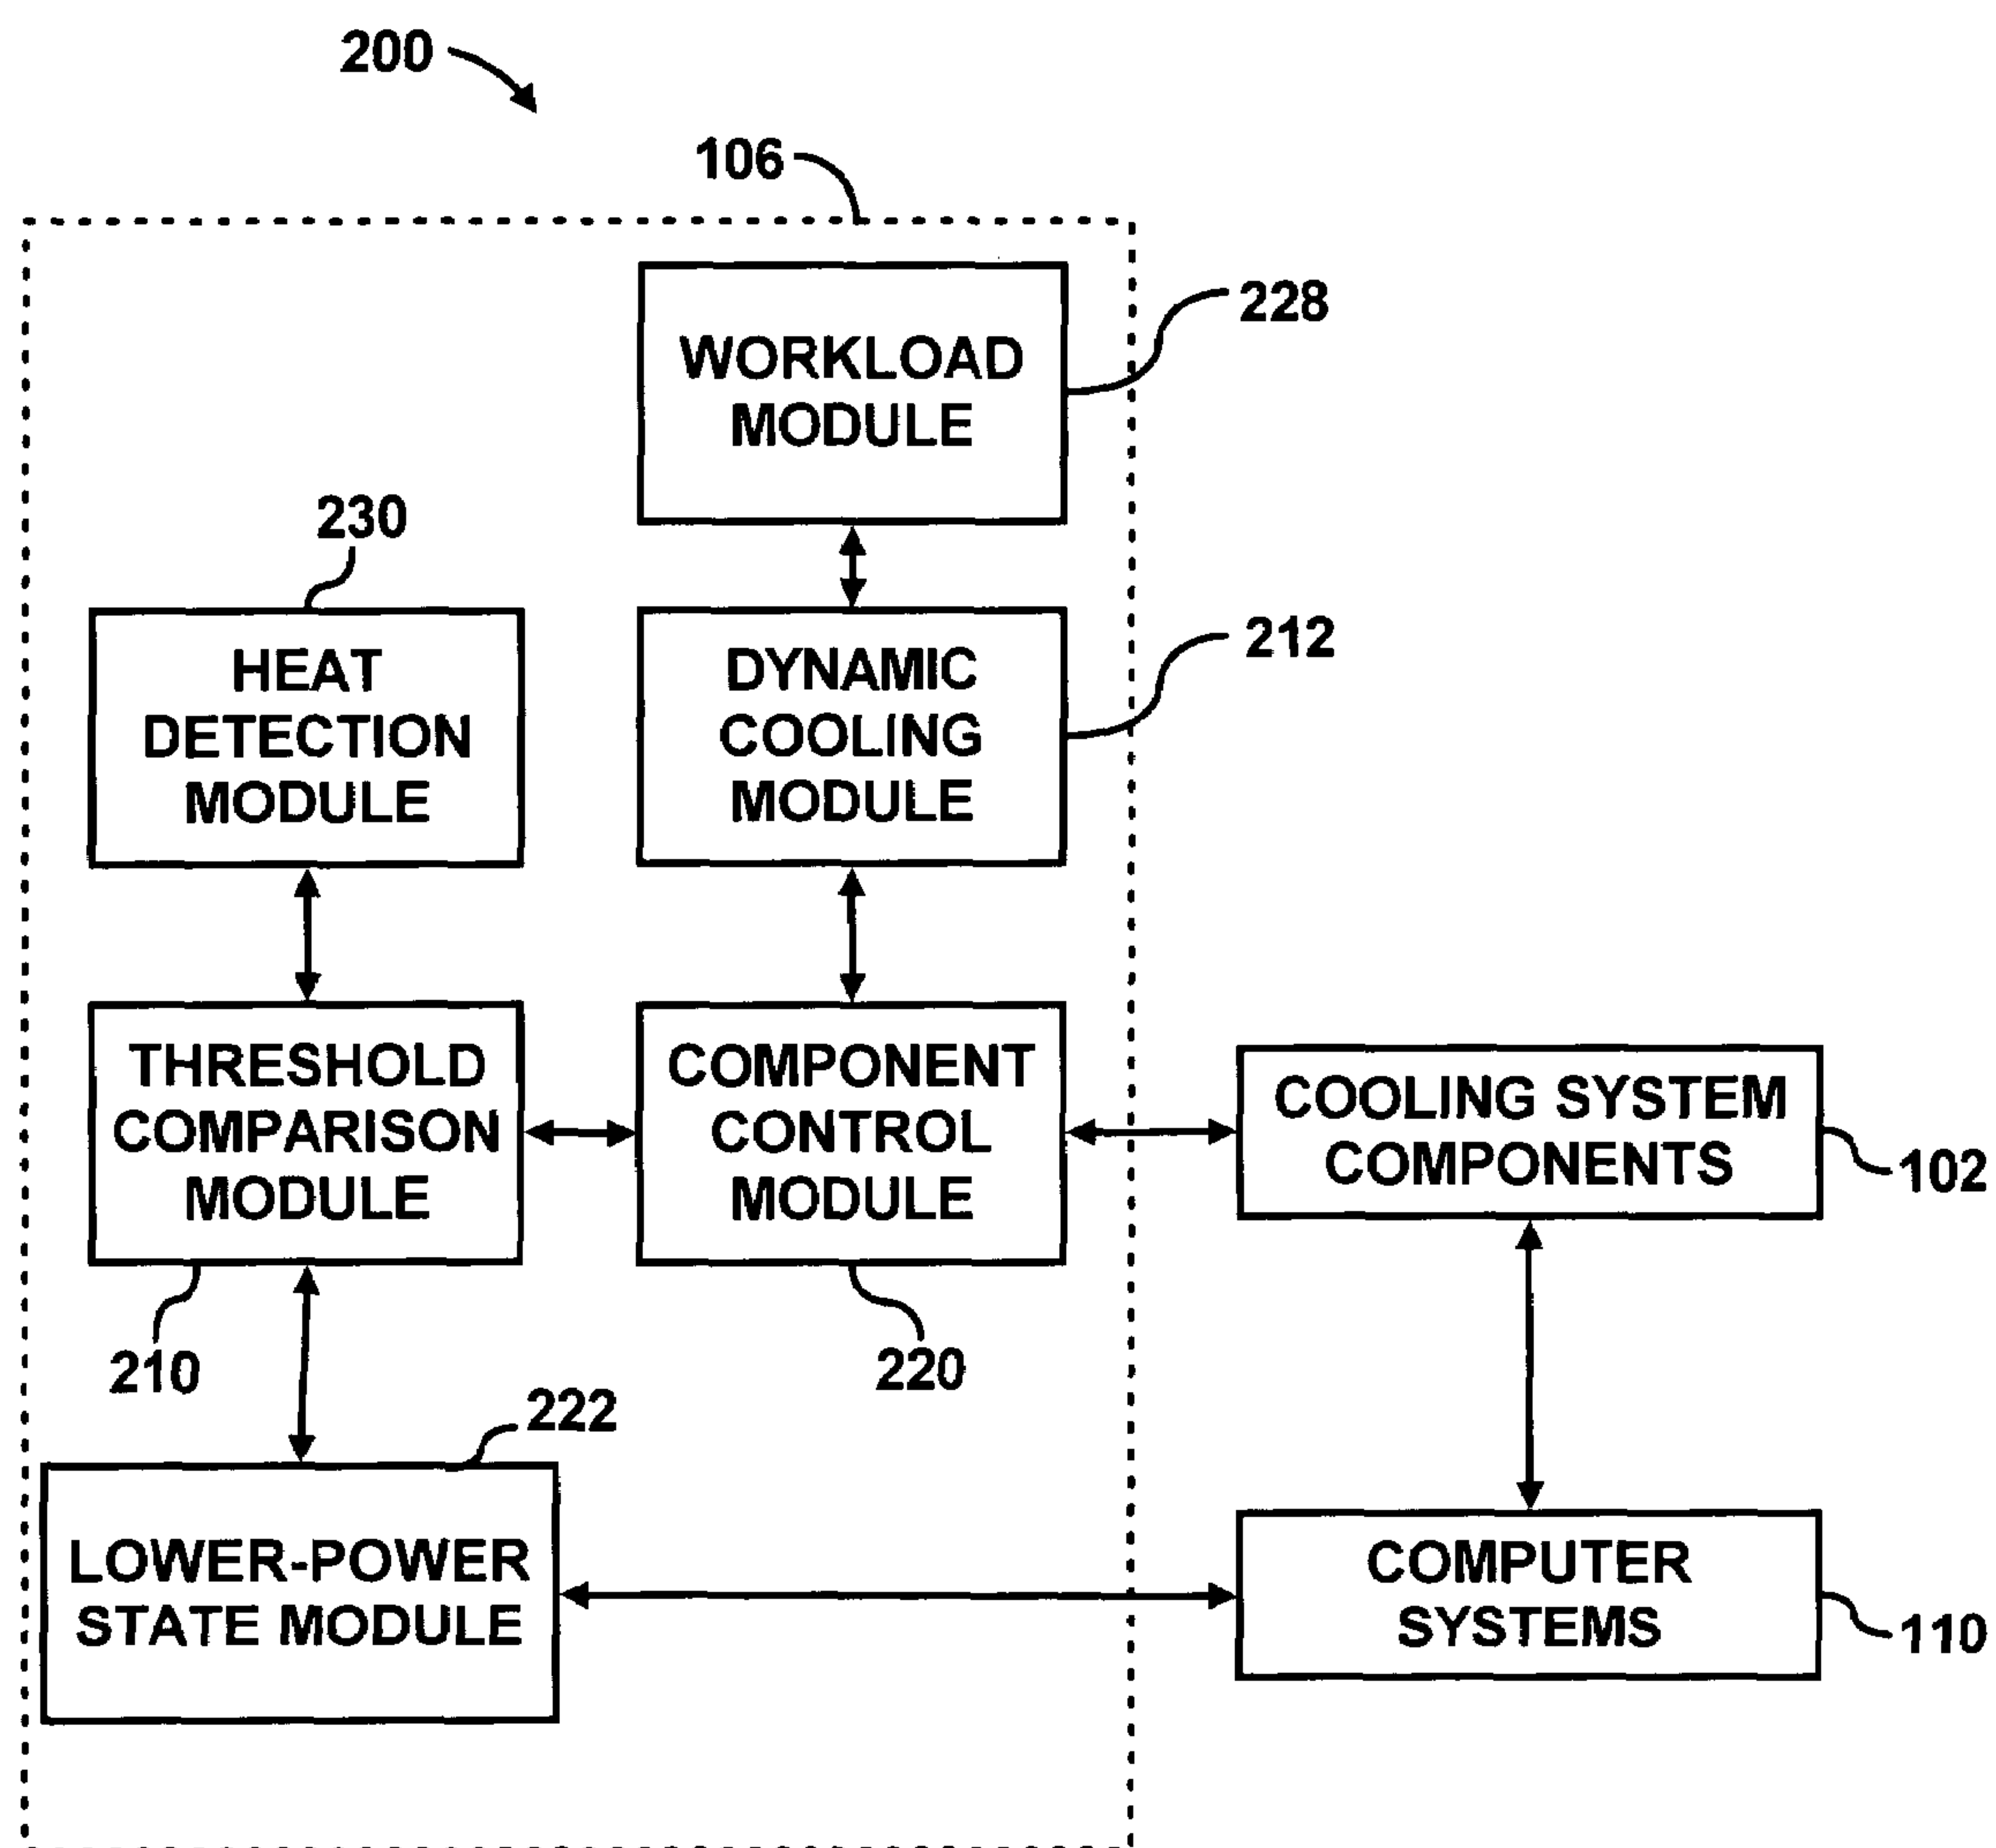 200
106
WORKLOAD
MODULE
228
230
HEAT
DETECTION
MODULE
DYNAMIC
COOLING
MODULE
212
THRESHOLD
COMPARISON
MODULE
COMPONENT
CONTROL
MODULE
COOLING SYSTEM
COMPONENTS
102
210
220
222
LOWER-POWER
STATE MODULE
COMPUTER
SYSTEMS
110